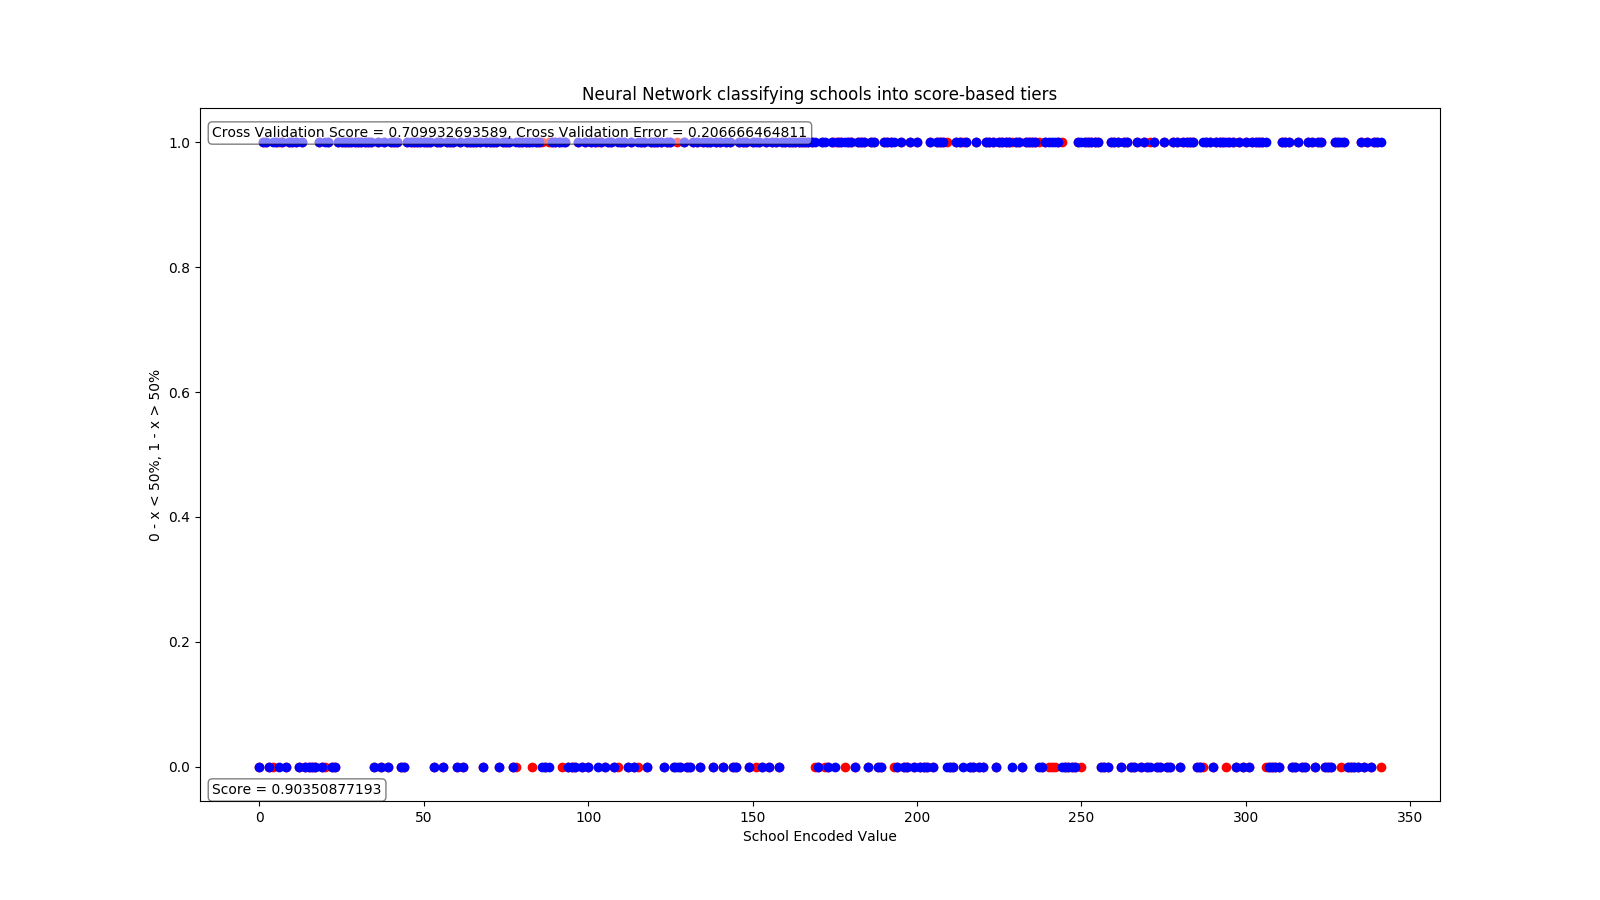 Neural Network classifying schools into score-based tiers
Cross Validation Score = 0.709932693589, Cross Validation Error = 0.206666464811
1.0
0.8
0.6
0.4
0.2
0.0
0 - x < 50%, 1 - x > 50%
Score = 0.90350877193
0 50 100 150 200 250 300 350
School Encoded Value